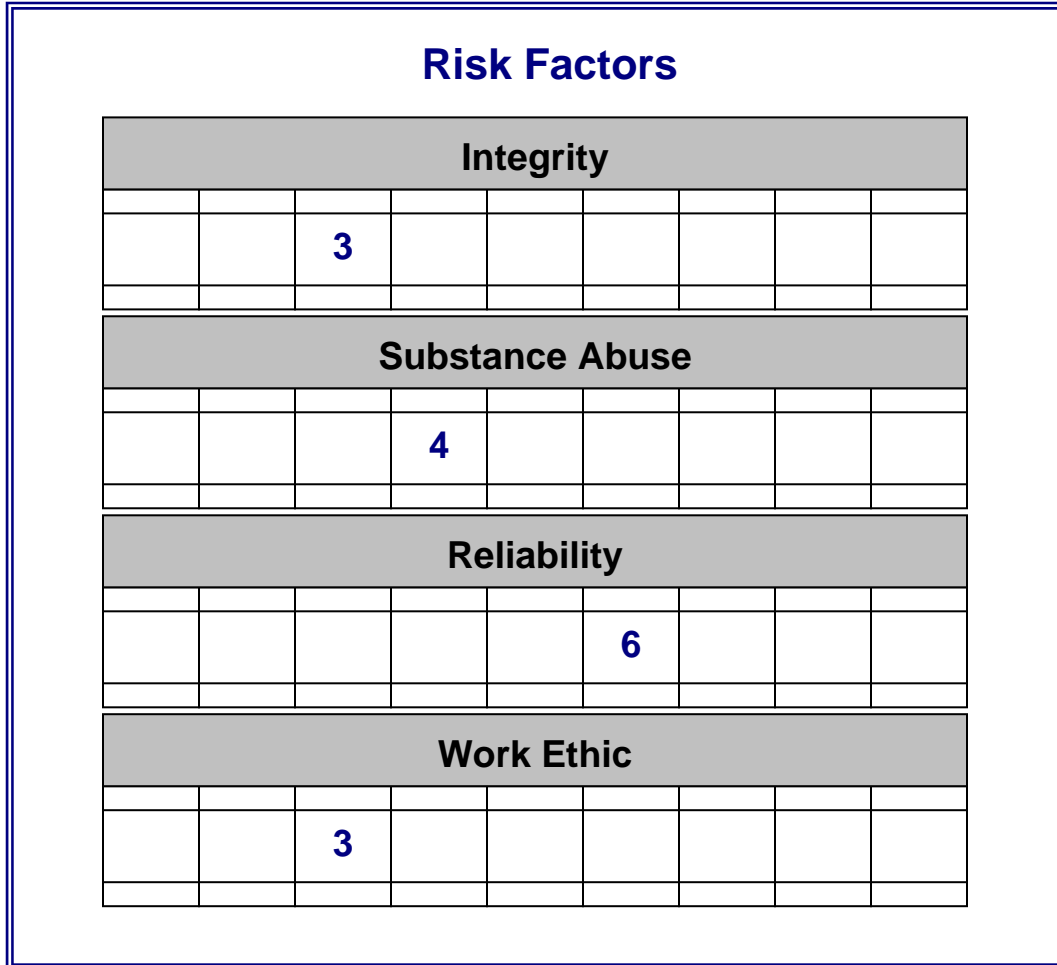 Risk Factors
Integrity
3
Substance Abuse
4
Reliability
6
Work Ethic
3